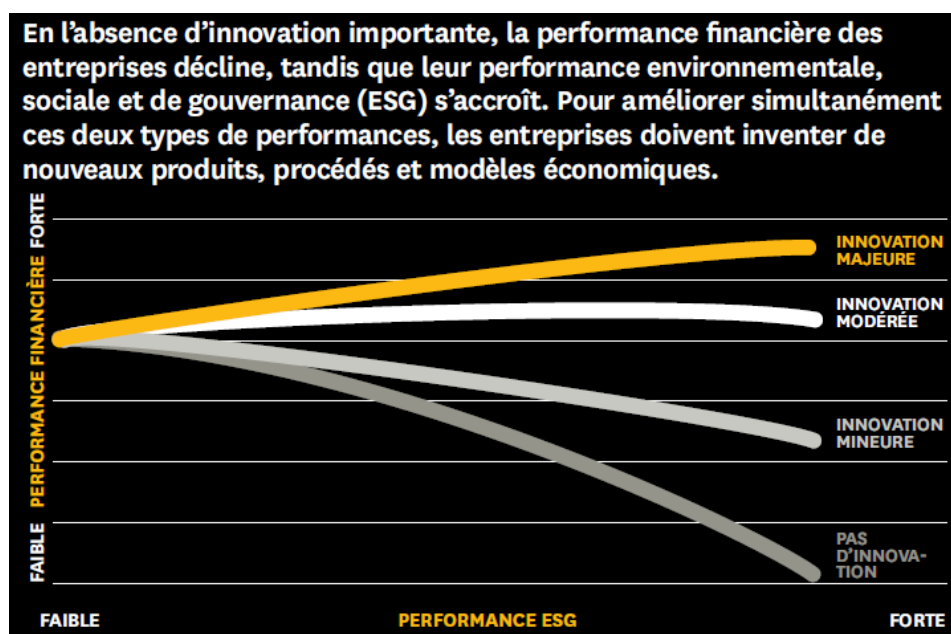 En l’absence d’innovation importante, la performance financière des
entreprises décline, tandis que leur performance environnementale,
sociale et de gouvernance (ESG) s’accroît. Pour améliorer simultanément
ces deux types de performances, les entreprises doivent inventer de
nouveaux produits, procédés et modèles économiques.
FORTE
PERFORMANCE FINANCIÈRE
FAIBLE
INNOVATION
MAJEURE
INNOVATION
MODÉRÉE
INNOVATION
MINEURE
PAS
D’INNOVA-
TION
FAIBLE
PERFORMANCE ESG
FORTE